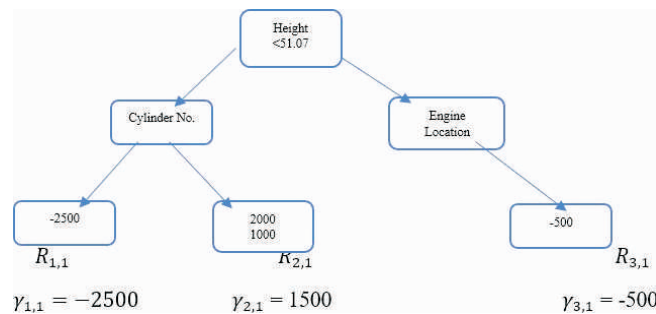 Height
<51.07
Cylinder No.
Engine
Location
-2500
2000
1000
-500
R₁,₁
R₂,₁
R₃,₁
γ₁,₁ = −2500
γ₂,₁ = 1500
γ₃,₁ = -500